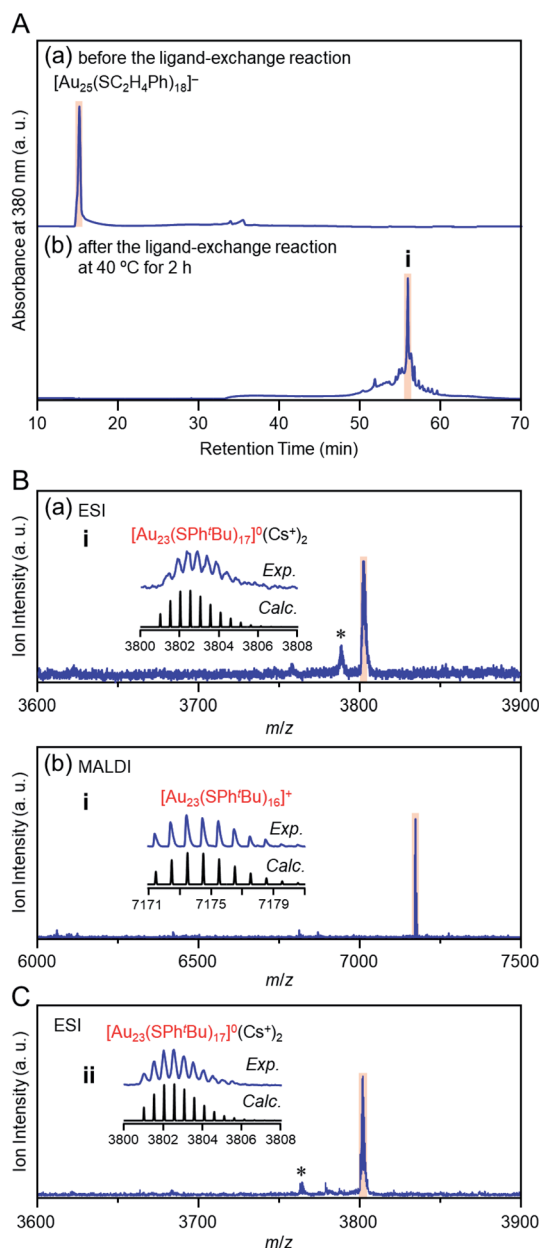 A
(a) before the ligand-exchange reaction
[Au25(SC2H4Ph)18]–
(b) after the ligand-exchange reaction
at 40 ºC for 2 h
i
Absorbance at 380 nm (a. u.)
10 20 30 40 50 60 70
Retention Time (min)
B
(a) ESI
i
[Au23(SPhtBu)17]0(Cs+)2
Exp.
Calc.
3800 3802 3804 3806 3808
*
Ion Intensity (a. u.)
3600 3700 3800 3900
m/z
(b) MALDI
i
[Au23(SPhtBu)16]+
Exp.
Calc.
7171 7175 7179
Ion Intensity (a. u.)
6000 6500 7000 7500
m/z
C
ESI
ii
[Au23(SPhtBu)17]0(Cs+)2
Exp.
Calc.
3800 3802 3804 3806 3808
*
Ion Intensity (a. u.)
3600 3700 3800 3900
m/z